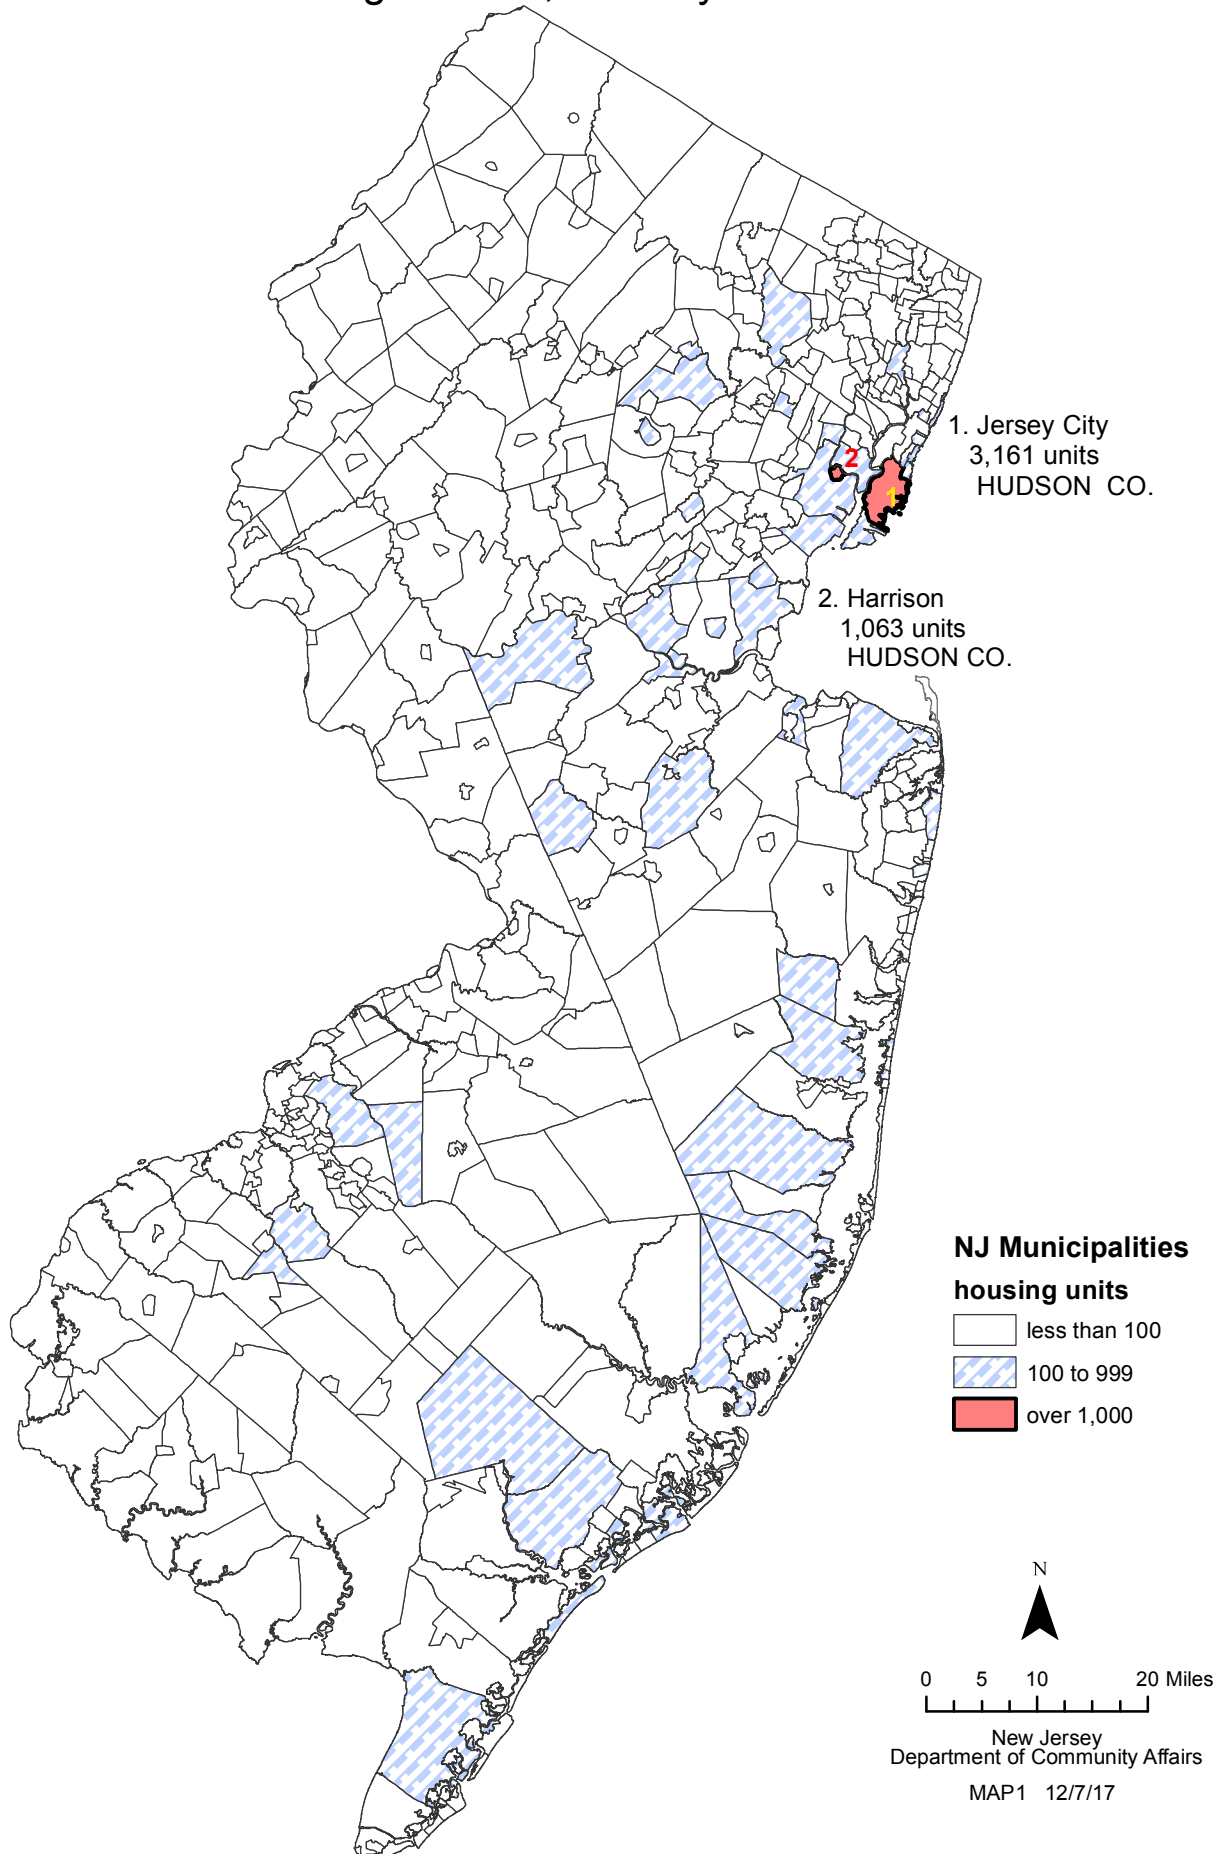 1. Jersey City
3,161 units
HUDSON CO.
2
1
2. Harrison
1,063 units
HUDSON CO.
NJ Municipalities
housing units
less than 100
100 to 999
over 1,000
N
0 5 10 20 Miles
New Jersey
Department of Community Affairs
MAP1 12/7/17